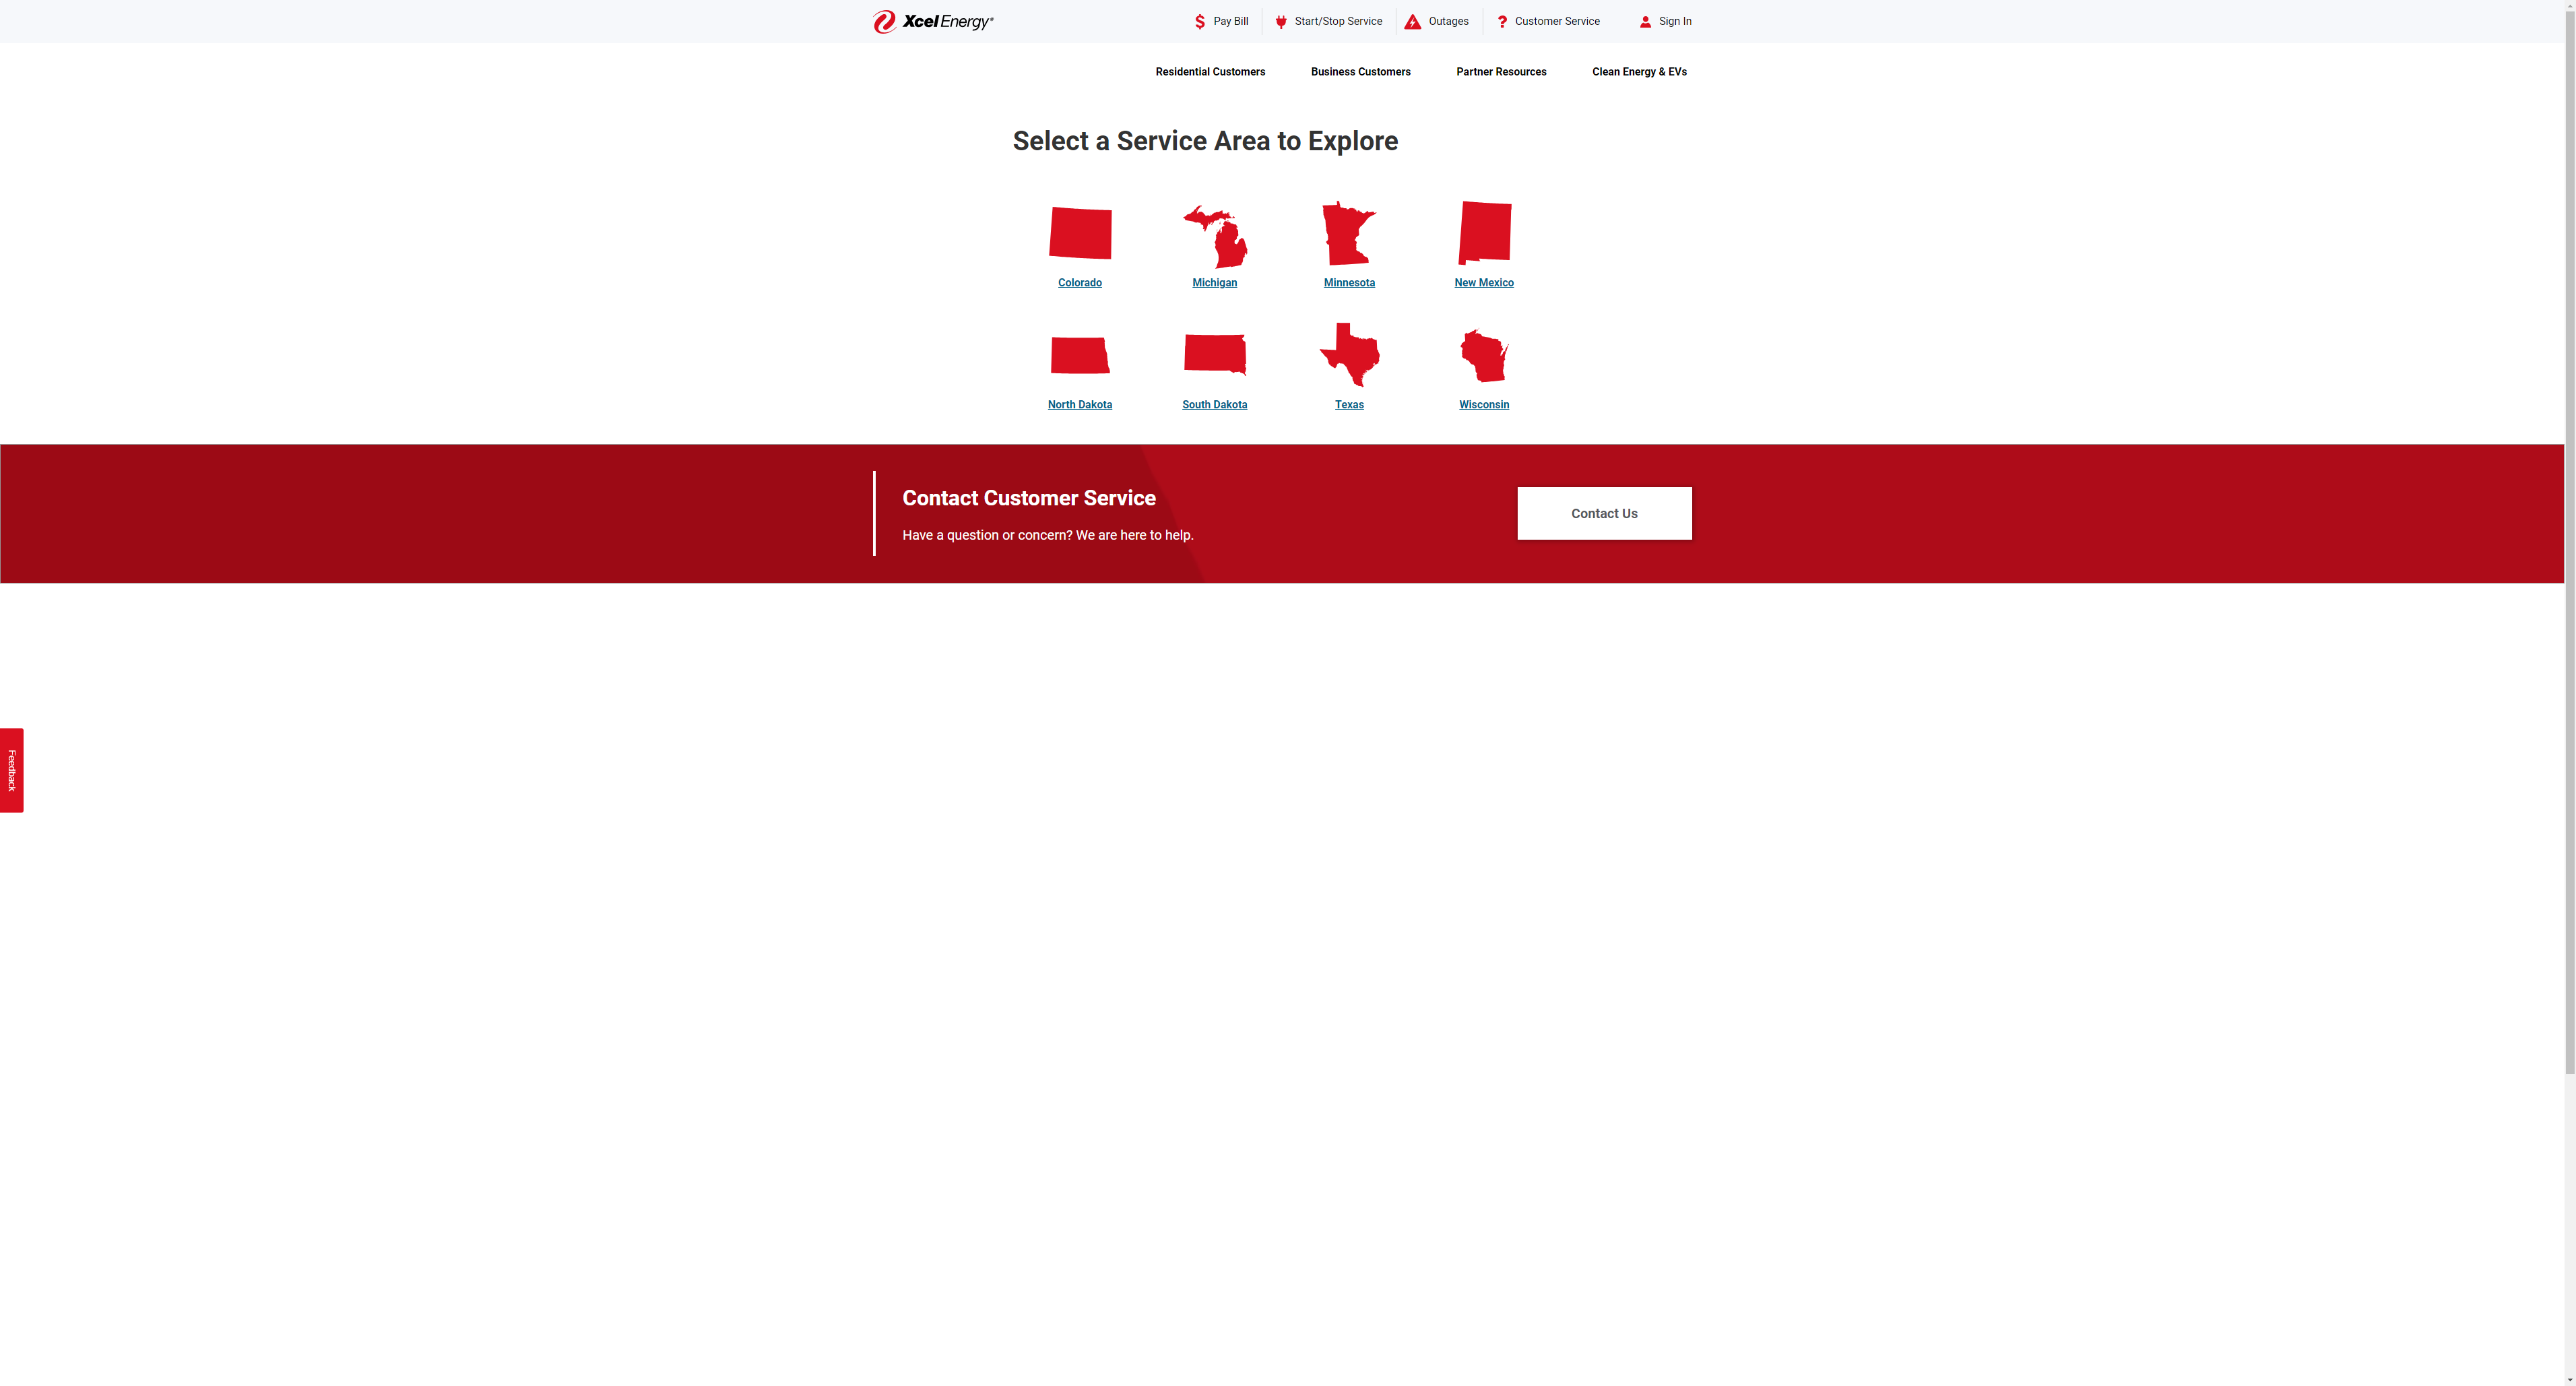 Xcel Energy®
Pay Bill
Start/Stop Service
Outages
Customer Service
Sign In
Residential Customers
Business Customers
Partner Resources
Clean Energy & EVs
Select a Service Area to Explore
Colorado
Michigan
Minnesota
New Mexico
North Dakota
South Dakota
Texas
Wisconsin
Contact Customer Service
Have a question or concern? We are here to help.
Contact Us
Feedback